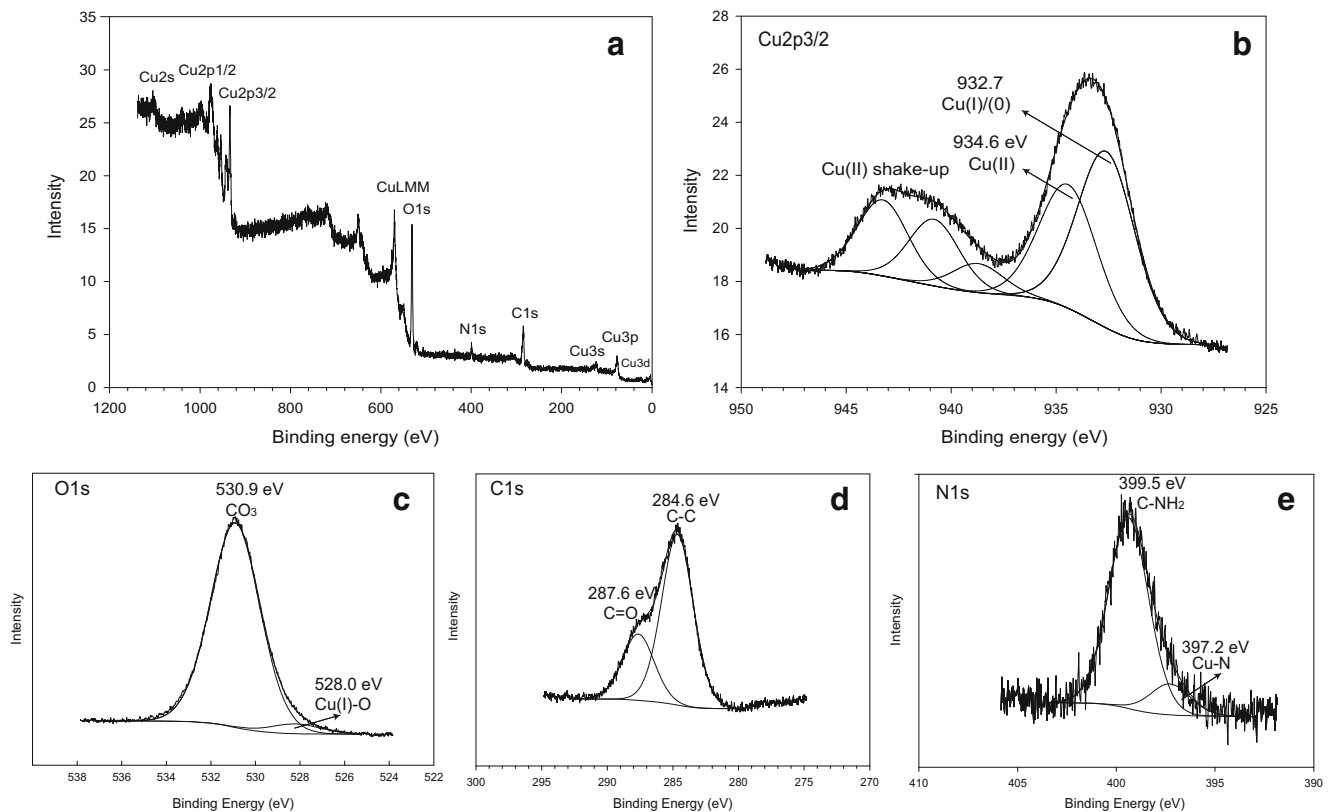 a
35
30
25
20
15
10
5
0
Intensity
Cu2s
Cu2p1/2
Cu2p3/2
CuLMM
O1s
N1s
C1s
Cu3s
Cu3p
Cu3d
1200
1000
800
600
400
200
0
Binding energy (eV)
Cu2p3/2
b
28
26
24
22
20
18
16
14
Intensity
932.7
Cu(I)/(0)
934.6 eV
Cu(II)
Cu(II) shake-up
950
945
940
935
930
925
Binding energy (eV)
O1s
530.9 eV
CO3
c
528.0 eV
Cu(I)-O
Intensity
538
536
534
532
530
528
526
524
522
Binding Energy (eV)
C1s
284.6 eV
C-C
d
287.6 eV
C=O
Intensity
300
295
290
285
280
275
270
Binding Energy (eV)
N1s
399.5 eV
C-NH2
e
397.2 eV
Cu-N
Intensity
410
405
400
395
390
Binding Energy (eV)